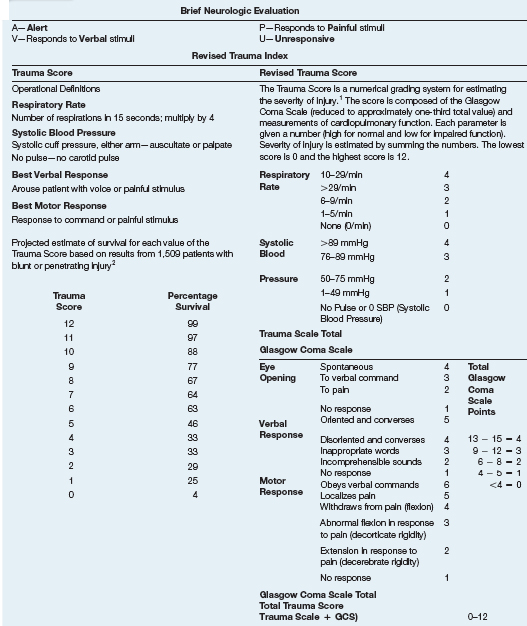 Brief Neurologic Evaluation
A—Alert
V—Responds to Verbal stimuli
P—Responds to Painful stimuli
U—Unresponsive
Revised Trauma Index
Trauma Score
Operational Definitions
Respiratory Rate
Number of respirations in 15 seconds; multiply by 4
Systolic Blood Pressure
Systolic cuff pressure, either arm—auscultate or palpate
No pulse—no carotid pulse
Best Verbal Response
Arouse patient with voice or painful stimulus
Best Motor Response
Response to command or painful stimulus
Projected estimate of survival for each value of the
Trauma Score based on results from 1,509 patients with
blunt or penetrating injury2
Trauma Score Percentage Survival
12 99
11 97
10 88
9 77
8 67
7 64
6 63
5 46
4 33
3 33
2 29
1 25
0 4
Revised Trauma Score
The Trauma Score is a numerical grading system for estimating
the severity of injury.1 The score is composed of the Glasgow
Coma Scale (reduced to approximately one-third total value) and
measurements of cardiopulmonary function. Each parameter is
given a number (high for normal and low for impaired function).
Severity of injury is estimated by summing the numbers. The lowest
score is 0 and the highest score is 12.
Respiratory 10–29/min 4
Rate >29/min 3
6–9/min 2
1–5/min 1
None (0/min) 0
Systolic >89 mmHg 4
Blood 76–89 mmHg 3
Pressure 50–75 mmHg 2
1–49 mmHg 1
No Pulse or 0 SBP (Systolic 0
Blood Pressure)
Trauma Scale Total
Glasgow Coma Scale
Eye Spontaneous 4 Total
Opening To verbal command 3 Glasgow
To pain 2 Coma
Scale
No response 1 Points
Verbal Oriented and converses 5
Response Disoriented and converses 4 13 – 15 = 4
Inappropriate words 3 9 – 12 = 3
Incomprehensible sounds 2 6 – 8 = 2
No response 1 4 – 5 = 1
Motor Obeys verbal commands 6 <4 = 0
Response Localizes pain 5
Withdraws from pain (flexion) 4
Abnormal flexion in response 3
to pain (decorticate rigidity)
Extension in response to 2
pain (decerebrate rigidity)
No response 1
Glasgow Coma Scale Total
Total Trauma Score
Trauma Scale + GCS) 0–12